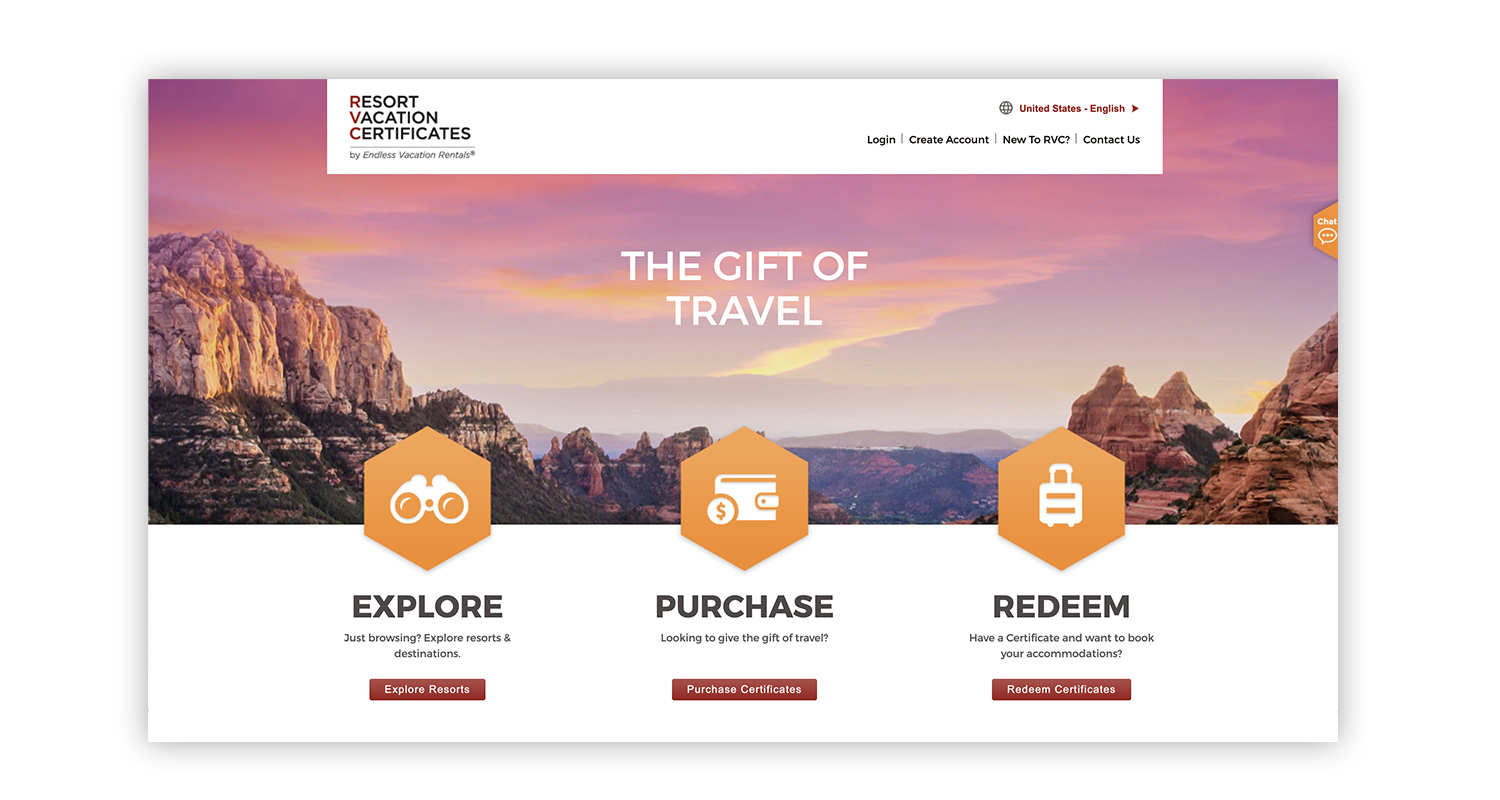 RESORT
VACATION
CERTIFICATES
by Endless Vacation Rentals®
United States - English
Login | Create Account | New To RVC? | Contact Us
Chat
THE GIFT OF
TRAVEL
$
EXPLORE
Just browsing? Explore resorts &
destinations.
Explore Resorts
PURCHASE
Looking to give the gift of travel?
Purchase Certificates
REDEEM
Have a Certificate and want to book
your accommodations?
Redeem Certificates